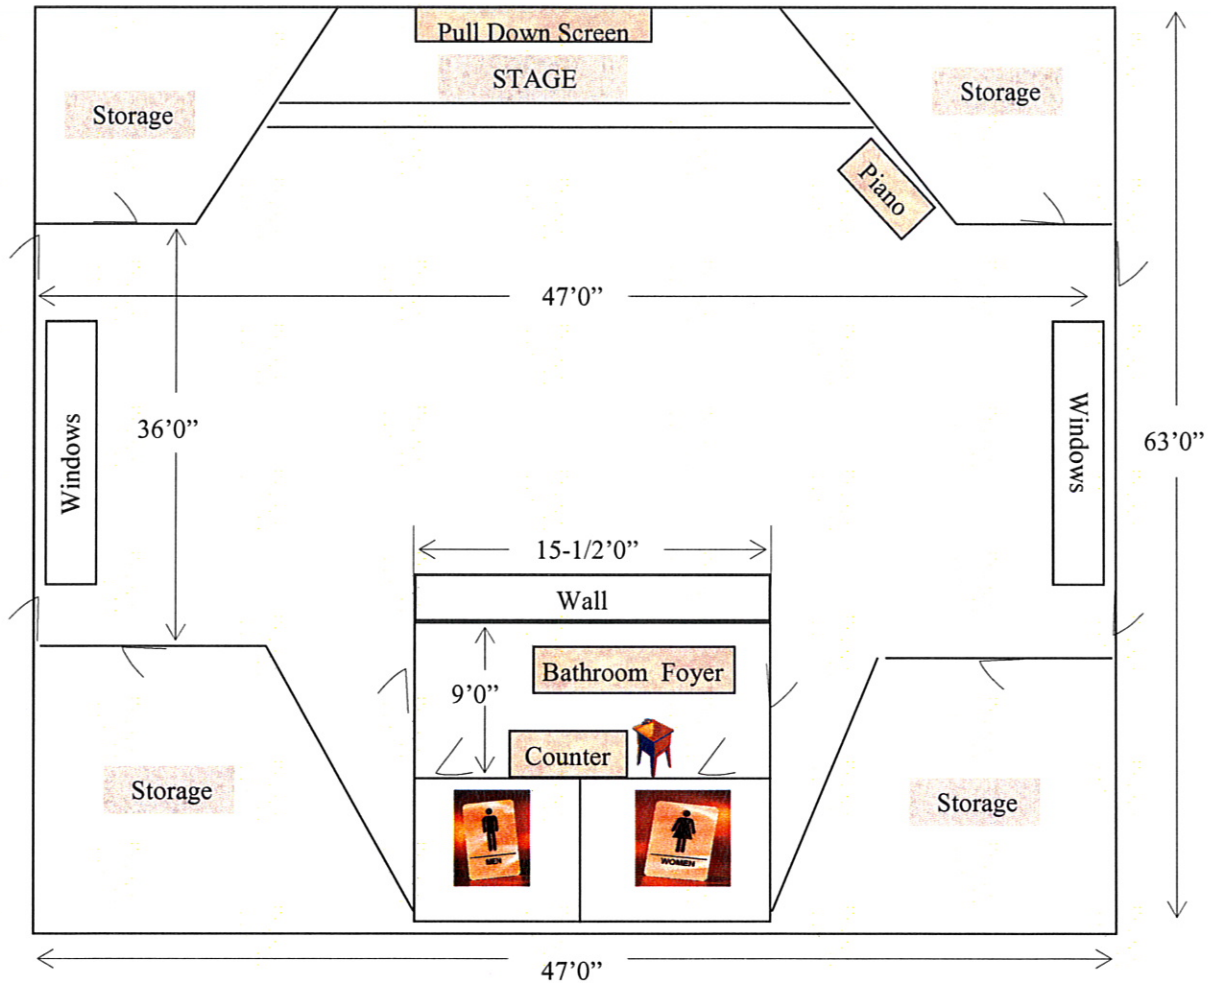 Pull Down Screen
STAGE
Storage
Storage
Piano
47’0”
36’0”
Windows
Windows
63’0”
15-1/2’0”
Wall
Bathroom Foyer
9’0”
Counter
Storage
Storage
MEN
WOMEN
47’0”